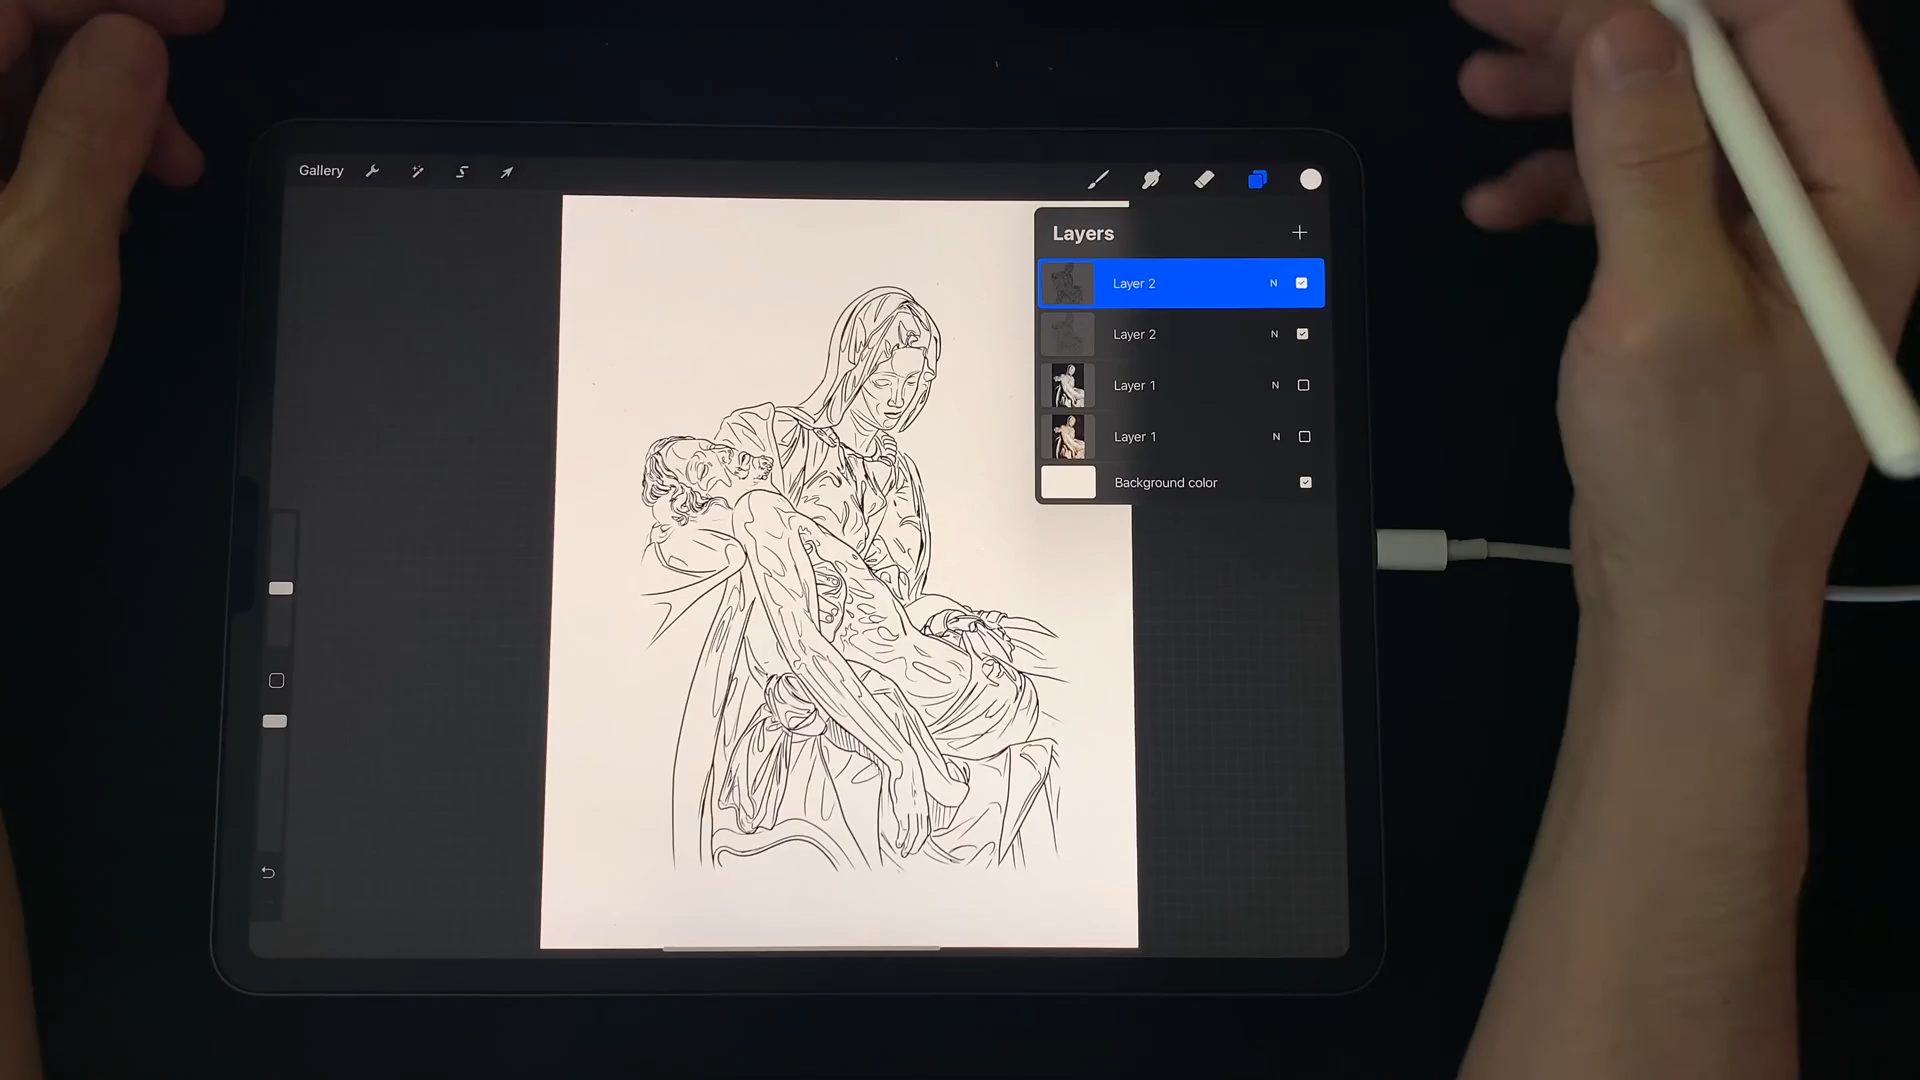 Gallery
Layers
Layer 2 N
Layer 2 N
Layer 1 N
Layer 1 N
Background color